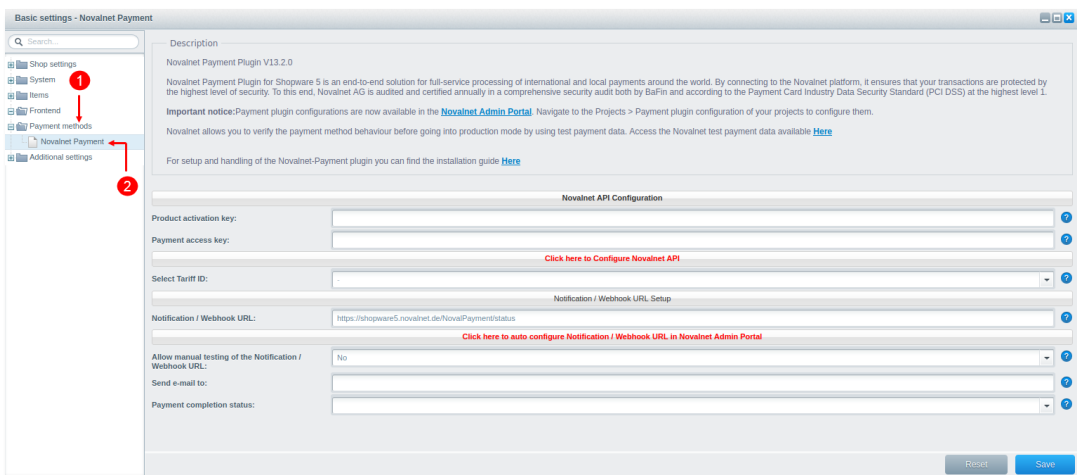 Basic settings - Novalnet Payment
Search...
Shop settings
System
Items
Frontend
Payment methods
Novalnet Payment
Additional settings
1
2
Description
Novalnet Payment Plugin V13.2.0
Novalnet Payment Plugin for Shopware 5 is an end-to-end solution for full-service processing of international and local payments around the world. By connecting to the Novalnet platform, it ensures that your transactions are protected by
the highest level of security. To this end, Novalnet AG is audited and certified annually in a comprehensive security audit both by BaFin and according to the Payment Card Industry Data Security Standard (PCI DSS) at the highest level 1.
Important notice:Payment plugin configurations are now available in the Novalnet Admin Portal. Navigate to the Projects > Payment plugin configuration of your projects to configure them.
Novalnet allows you to verify the payment method behaviour before going into production mode by using test payment data. Access the Novalnet test payment data available Here
For setup and handling of the Novalnet-Payment plugin you can find the installation guide Here
Novalnet API Configuration
Product activation key:
?
Payment access key:
?
Click here to Configure Novalnet API
Select Tariff ID:
-
?
Notification / Webhook URL Setup
Notification / Webhook URL:
https://shopware5.novalnet.de/NovalPayment/status
?
Click here to auto configure Notification / Webhook URL in Novalnet Admin Portal
Allow manual testing of the Notification /
Webhook URL:
No
?
Send e-mail to:
?
Payment completion status:
?
Reset
Save